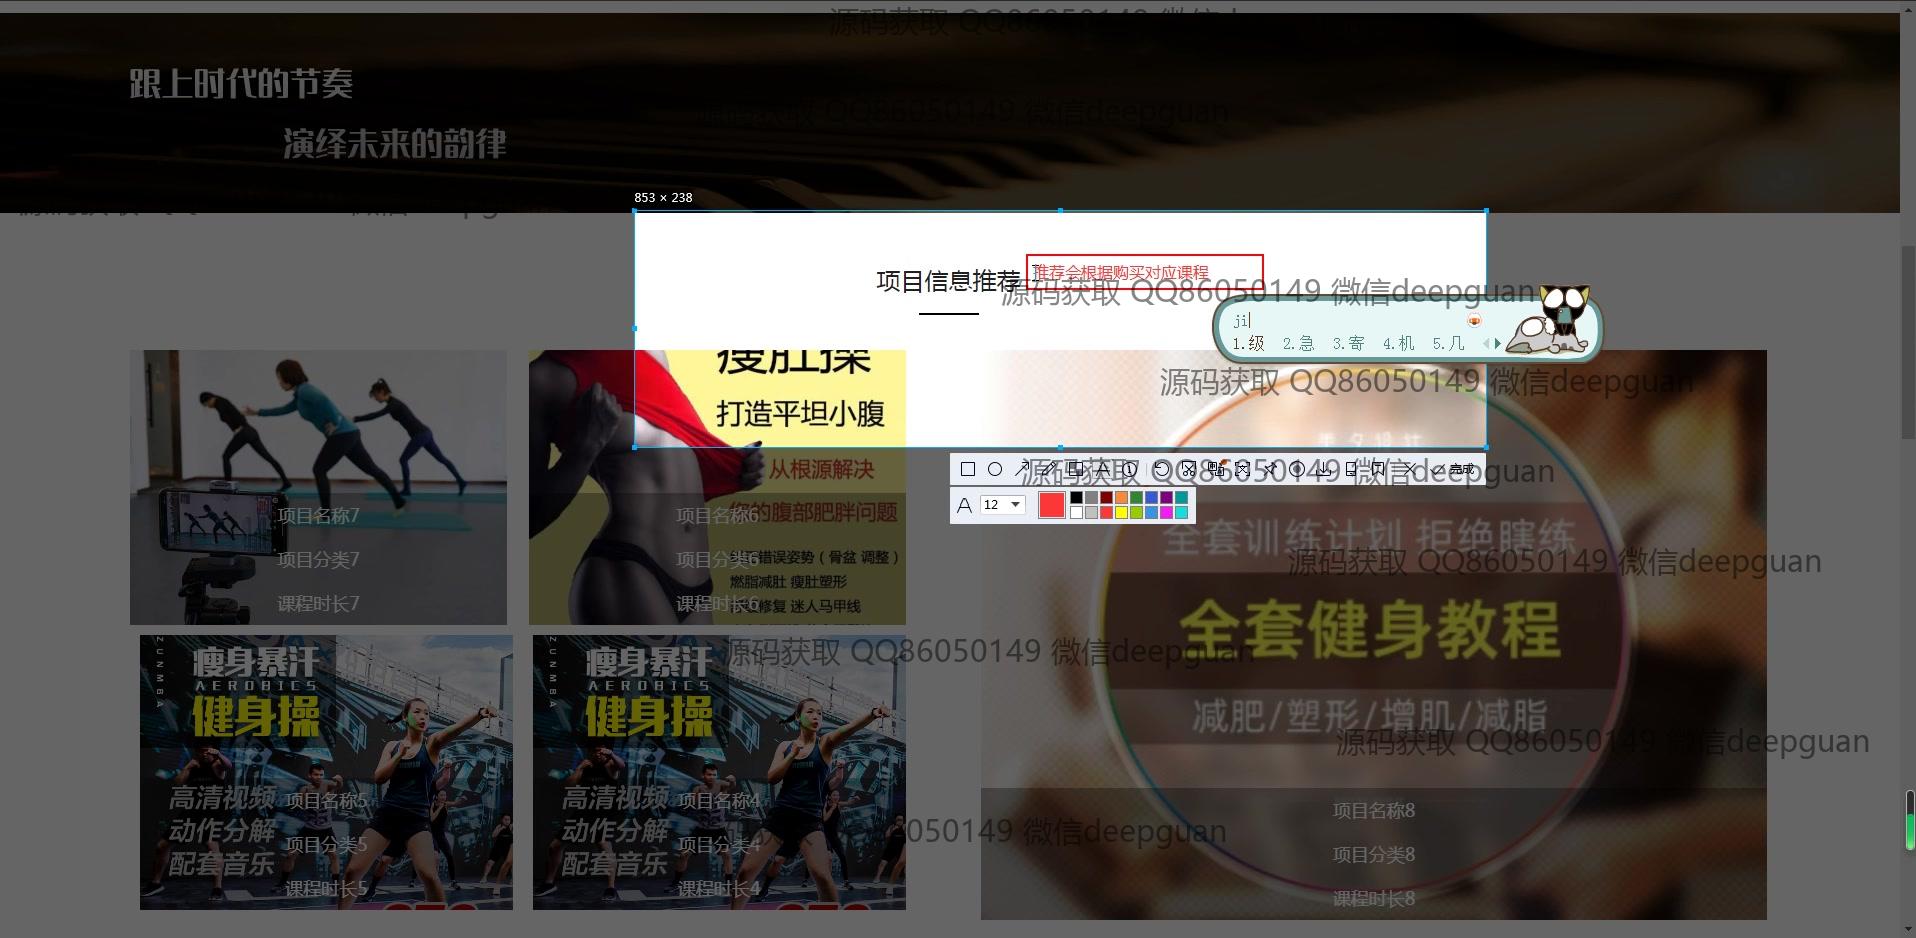 源码获取 QQ86050149 微信d
跟上时代的节奏
源码获取 QQ86050149 微信deepguan
演绎未来的韵律
853 × 238
项目信息推荐
推荐会根据购买对应课程
源码获取 QQ86050149 微信deepguan
ji
1.级 2.急 3.寄 4.机 5.几
瘦肚操
打造平坦小腹
从根源解决
你的腹部肥胖问题
燃脂减肚 瘦肚塑形
迷人马甲线
源码获取 QQ86050149 微信deepguan
源码获取 QQ86050149 微信deepguan
完成
A 12
项目名称7
项目分类7
课程时长7
项目名称6
项目分类6
课程时长6
全套训练计划 拒绝瞎练
源码获取 QQ86050149 微信deepguan
全套健身教程
源码获取 QQ86050149 微信deepguan
减肥/塑形/增肌/减脂
源码获取 QQ86050149 微信deepguan
ZUNMBA
瘦身暴汗
AEROBICS
健身操
高清视频
动作分解
配套音乐
项目名称5
项目分类5
课程时长5
ZUNMBA
瘦身暴汗
AEROBICS
健身操
高清视频
动作分解
配套音乐
项目名称4
项目分类4
课程时长4
050149 微信deepguan
项目名称8
项目分类8
课程时长8